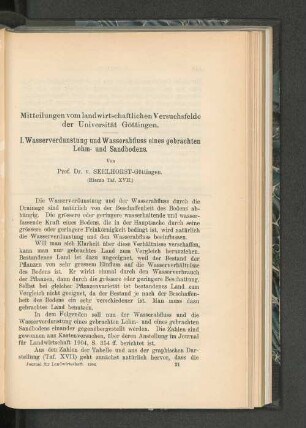 Mitteilungen vom landwirtschaftlichen Versuchsfelde
der Universität Göttingen.
I. Wasserverdunstung und Wasserabfluss eines gebrachten
Lehm- und Sandbodens.
Von
Prof. Dr. v. SEELHORST-Göttingen.
(Hierzu Taf. XVII.)
Die Wasserverdunstung und der Wasserabfluss durch die
Drainage sind natürlich von der Beschaffenheit des Bodens ab-
hängig. Die grössere oder geringere wasserhaltende und wasser-
fassende Kraft eines Bodens, die in der Hauptsache durch seine
grössere oder geringere Feinkörnigkeit bedingt ist, wird natürlich
die Wasserverdunstung und den Wasserabfluss beeinflussen.
Will man sich Klarheit über diese Verhältnisse verschaffen,
kann man nur gebrachtes Land zum Vergleich heranziehen.
Bestandenes Land ist dazu ungeeignet, weil der Bestand der
Pflanzen von grossem Einfluss auf die Wasserverhältnisse
des Bodens ist. Er wirkt einmal durch den Wasserverbrauch
der Pflanzen, dann durch die grössere oder geringere Beschattung.
Selbst bei gleicher Pflanzenart ist bestandenes Land zum
Vergleich nicht geeignet, da der Bestand je nach der Beschaffen-
heit des Bodens ein sehr verschiedener ist. Man muss daher
gebrachtes Land benutzen.
In dem Folgenden soll nun der Wasserabfluss und die
Wasserverdunstung eines gebrachten Lehm- und eines gebrachten
Sandbodens einander gegenübergestellt werden. Die Zahlen sind
gewonnen aus Kastenversuchen, über deren Anstellung im Journal
für Landwirtschaft 1904, S. 354 ff. berichtet ist.
Aus den Zahlen der Tabelle und aus der graphischen Dar-
stellung (Taf. XVII) geht zunächst natürlich hervor, dass die
Journal für Landwirtschaft.
21